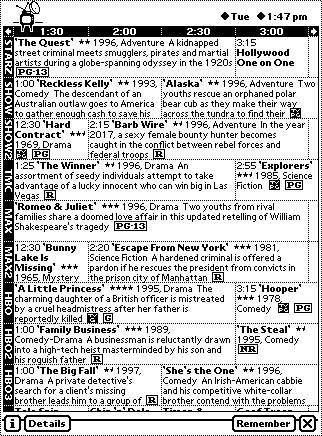 ◆Tue ◆1:47 pm
1:30 2:00 2:30 3:00
STARZ
'The Quest' ★★ 1996, Adventure A kidnapped
street criminal meets smugglers, pirates and martial
artists during a globe-spanning odyssey in the 1920s
PG-13
3:15
Hollywood
One on One
SHOW
1:00 'Reckless Kelly' ★★ 1993,
Comedy The descendant of an
Australian outlaw goes to America
to gather enough cash to save his
'Alaska' ★★ 1996, Adventure Two
youths rescue an orphaned polar
bear cub as they make their way
across the tundra to find their PG
SHOW2
12:30 'Hard
Contract' ★★★
1969, Drama
PG
2:15 'Barb Wire' ★★ 1996, Adventure In the year
2017, a sexy female bounty hunter becomes
caught in the conflict between rebel forces and
federal troops R
TMC
1:25 'The Winner' ★★ 1996, Drama An
assortment of seedy individuals attempt to take
advantage of a lucky innocent who can win big in Las
Vegas R
2:55 'Explorers'
★★★ 1985, Science
Fiction PG
MAX
'Romeo & Juliet' ★★★ 1996, Drama Two youths from rival
families share a doomed love affair in this updated retelling of William
Shakespeare's tragedy PG-13
MAX2
12:30 'Bunny
Lake Is
Missing' ★★★
1965, Mystery
2:20 'Escape From New York' ★★★ 1981,
Science Fiction A hardened criminal is offered a
pardon if he rescues the president from convicts in
the prison city of Manhattan R
HBO
'A Little Princess' ★★★★ 1995, Drama The
charming daughter of a British officer is mistreated
by a cruel headmistress after her father is
reportedly killed G
3:15 'Hooper'
★★★ 1978,
Comedy PG
HBO2
1:00 'Family Business' ★★★ 1989,
Comedy-Drama A businessman is reluctantly drawn
into a high-tech heist masterminded by his son and
his roguish father R
'The Steal' ★★
1995, Comedy
NR
HBO3
1:00 'The Big Fall' ★★ 1997,
Drama A private detective's
search for a client's missing
brother leads him to a group of R
'She's the One' ★★ 1996,
Comedy An Irish-American cabbie
and his competitive white-collar
brother contend with the problems
i Details Remember X